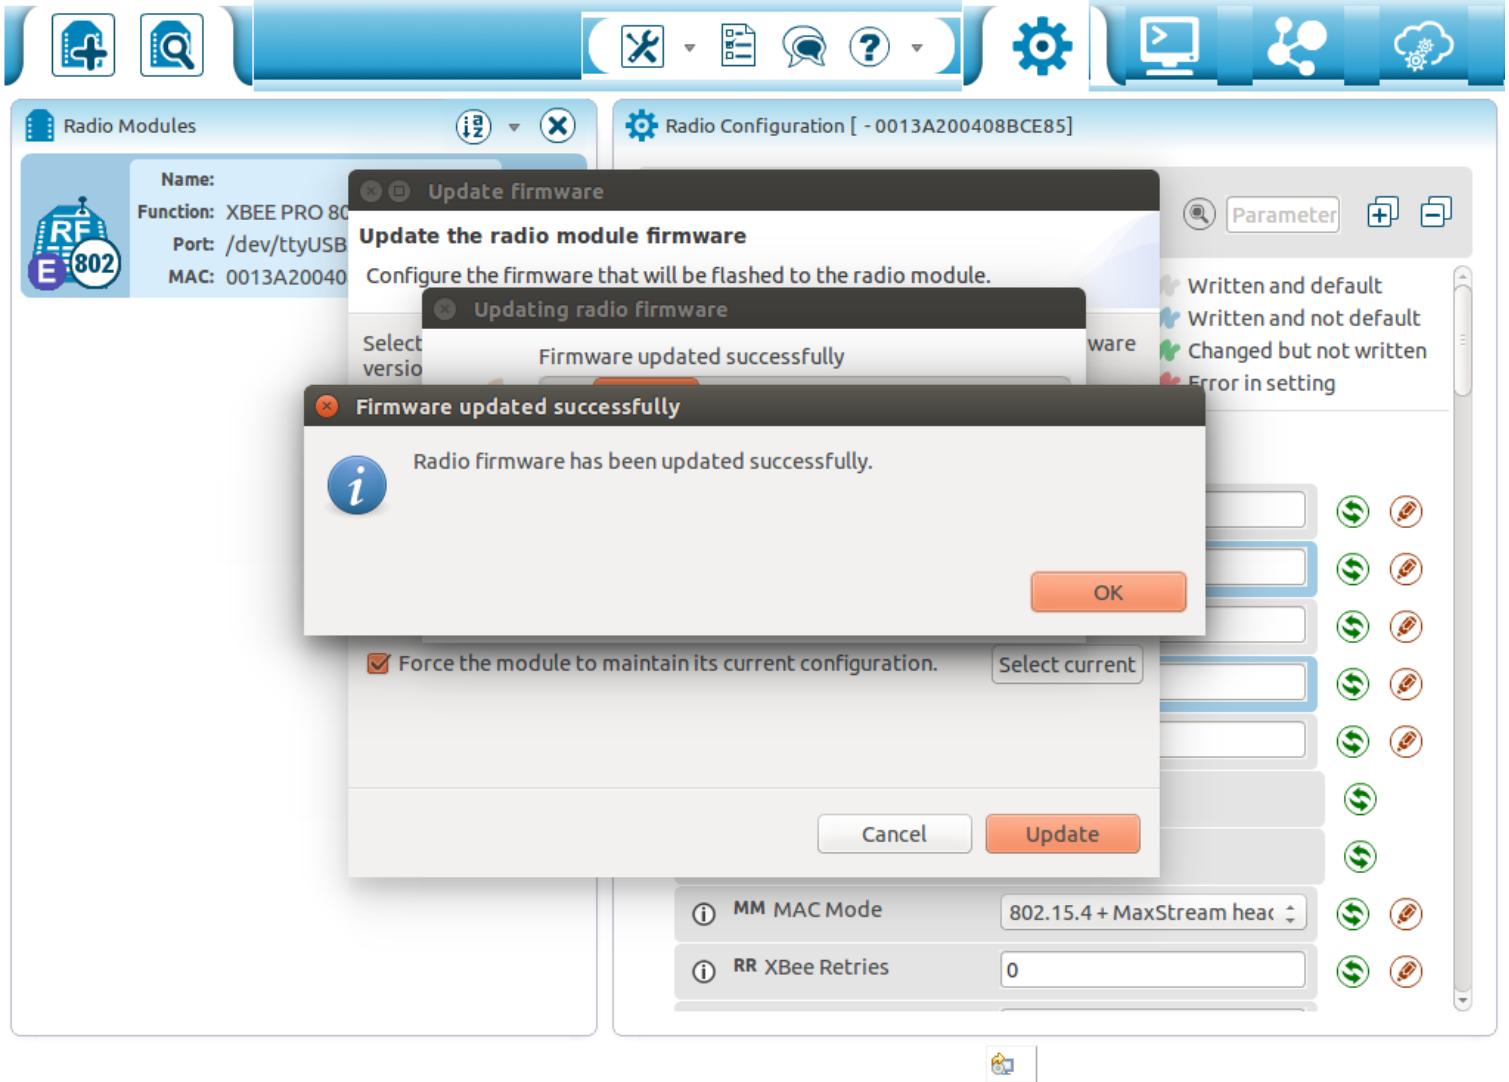 Radio Modules
Radio Configuration [ - 0013A200408BCE85]
Name:
Function: XBEE PRO 80
Port: /dev/ttyUSB
MAC: 0013A20040
RF
E 802
Update firmware
Update the radio module firmware
Configure the firmware that will be flashed to the radio module.
Parameter
Written and default
Written and not default
Changed but not written
Error in setting
Updating radio firmware
Select
ware
versio
Firmware updated successfully
Firmware updated successfully
Radio firmware has been updated successfully.
OK
Force the module to maintain its current configuration.
Select current
Cancel
Update
MM MAC Mode
802.15.4 + MaxStream heac
RR XBee Retries
0